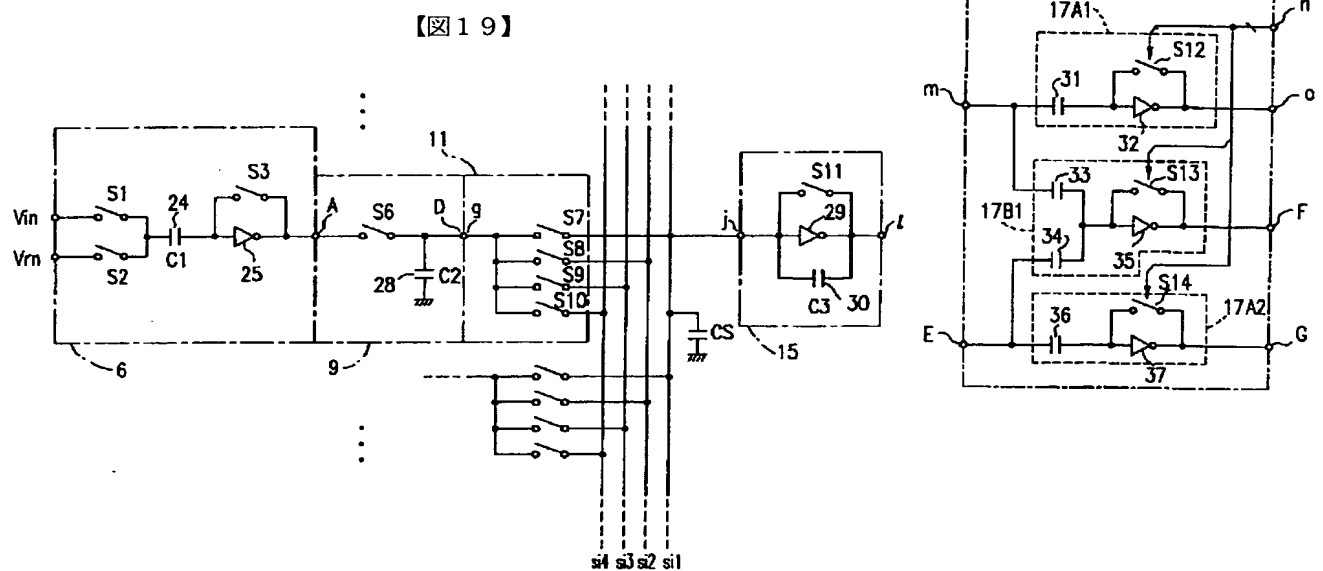 【図19】
Vin
Vrn
S1
S2
24
C1
S3
25
6
A
S6
28
C2
9
D
g
11
S7
S8
S9
S10
si4
si3
si2
si1
CS
j
S11
29
C3
30
15
l
m
E
17A1
S12
31
32
n
o
17B1
33
34
S13
35
F
36
S14
37
17A2
G